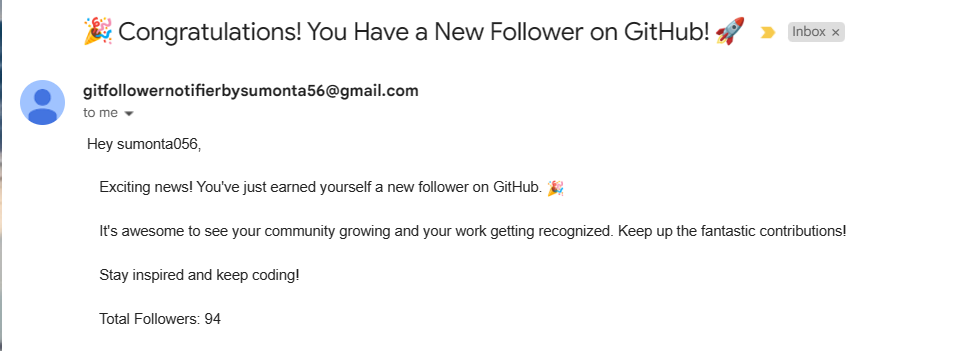 🎉 Congratulations! You Have a New Follower on GitHub! 🚀 Inbox ×
gitfollowernotifierbysumonta56@gmail.com
to me
Hey sumonta056,
Exciting news! You've just earned yourself a new follower on GitHub. 🎉
It's awesome to see your community growing and your work getting recognized. Keep up the fantastic contributions!
Stay inspired and keep coding!
Total Followers: 94